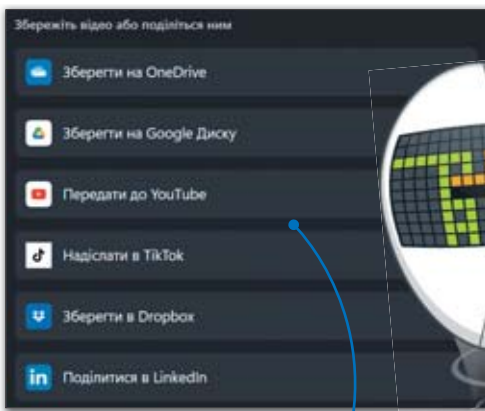 Збережіть відео або поділіться ним
Зберегти на OneDrive
Зберегти на Google Диску
Передати до YouTube
Надіслати в TikTok
Зберегти в Dropbox
Поділитися в LinkedIn